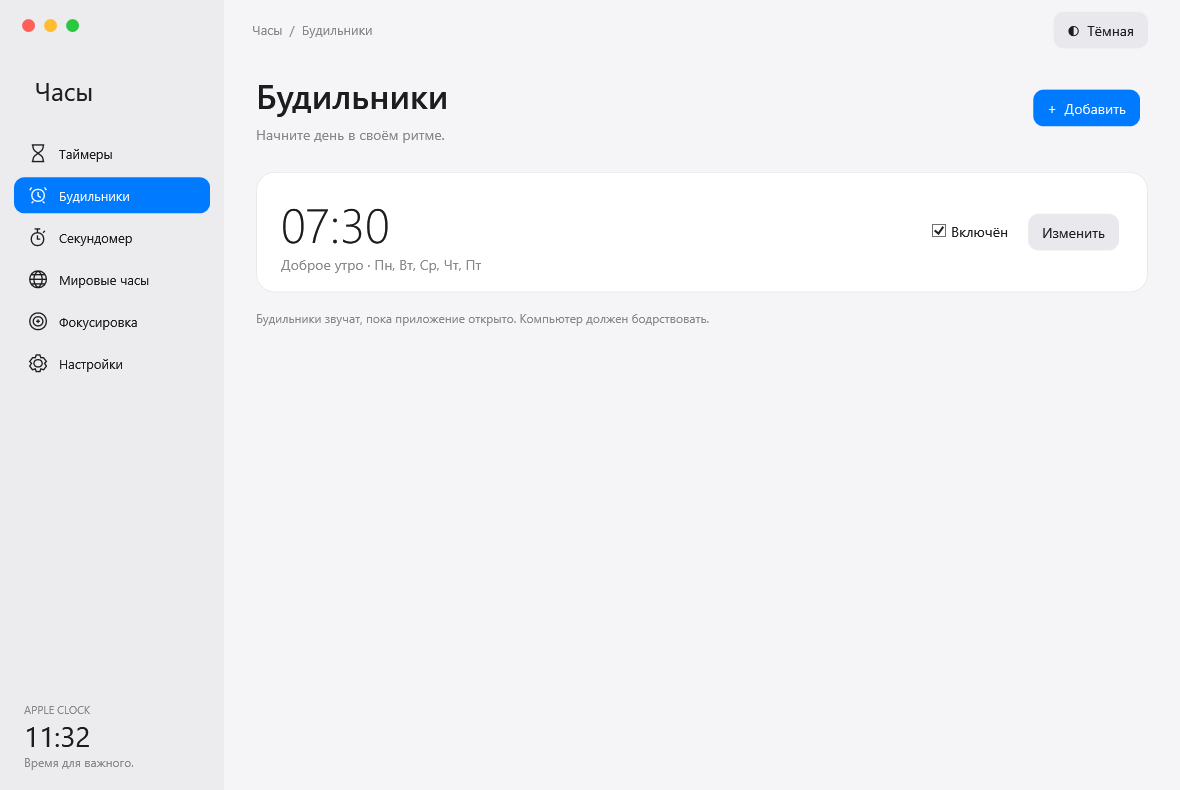 Часы
Таймеры
Будильники
Секундомер
Мировые часы
Фокусировка
Настройки
APPLE CLOCK
11:32
Время для важного.
Часы / Будильники
Тёмная
Будильники
Начните день в своём ритме.
+ Добавить
07:30
Доброе утро · Пн, Вт, Ср, Чт, Пт
Включён
Изменить
Будильники звучат, пока приложение открыто. Компьютер должен бодрствовать.